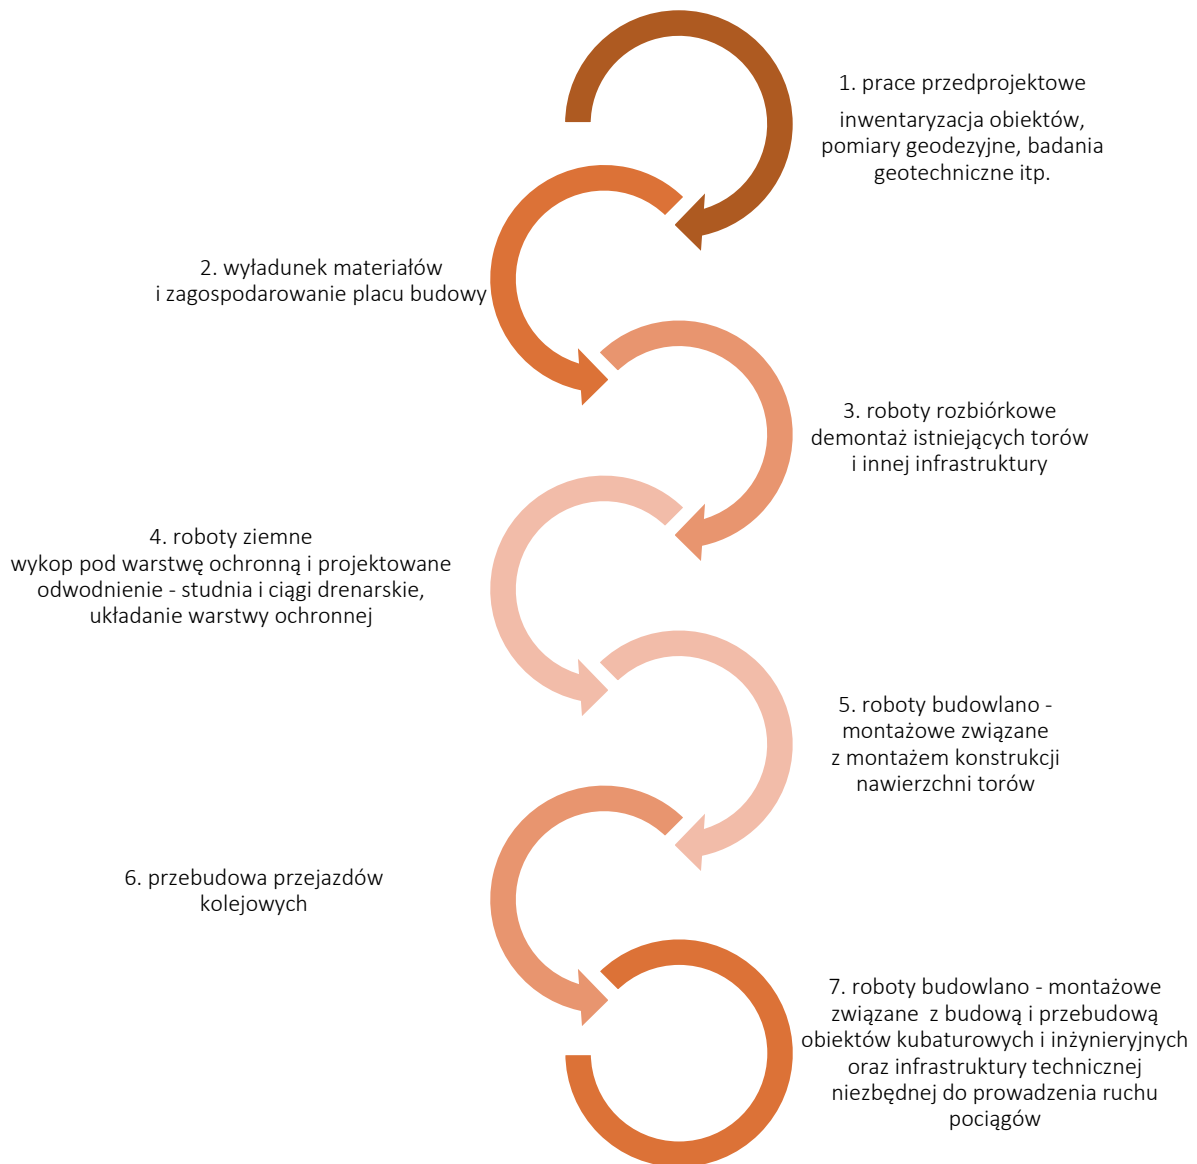 1. prace przedprojektowe
inwentaryzacja obiektów,
pomiary geodezyjne, badania
geotechniczne itp.
2. wyładunek materiałów
i zagospodarowanie placu budowy
3. roboty rozbiórkowe
demontaż istniejących torów
i innej infrastruktury
4. roboty ziemne
wykop pod warstwę ochronną i projektowane
odwodnienie - studnia i ciągi drenarskie,
układanie warstwy ochronnej
5. roboty budowlano -
montażowe związane
z montażem konstrukcji
nawierzchni torów
6. przebudowa przejazdów
kolejowych
7. roboty budowlano - montażowe
związane  z budową i przebudową
obiektów kubaturowych i inżynieryjnych
oraz infrastruktury technicznej
niezbędnej do prowadzenia ruchu
pociągów